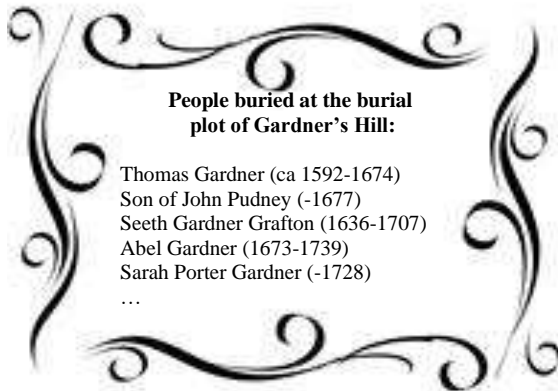 People buried at the burial
plot of Gardner’s Hill:
Thomas Gardner (ca 1592-1674)
Son of John Pudney (-1677)
Seeth Gardner Grafton (1636-1707)
Abel Gardner (1673-1739)
Sarah Porter Gardner (-1728)
…